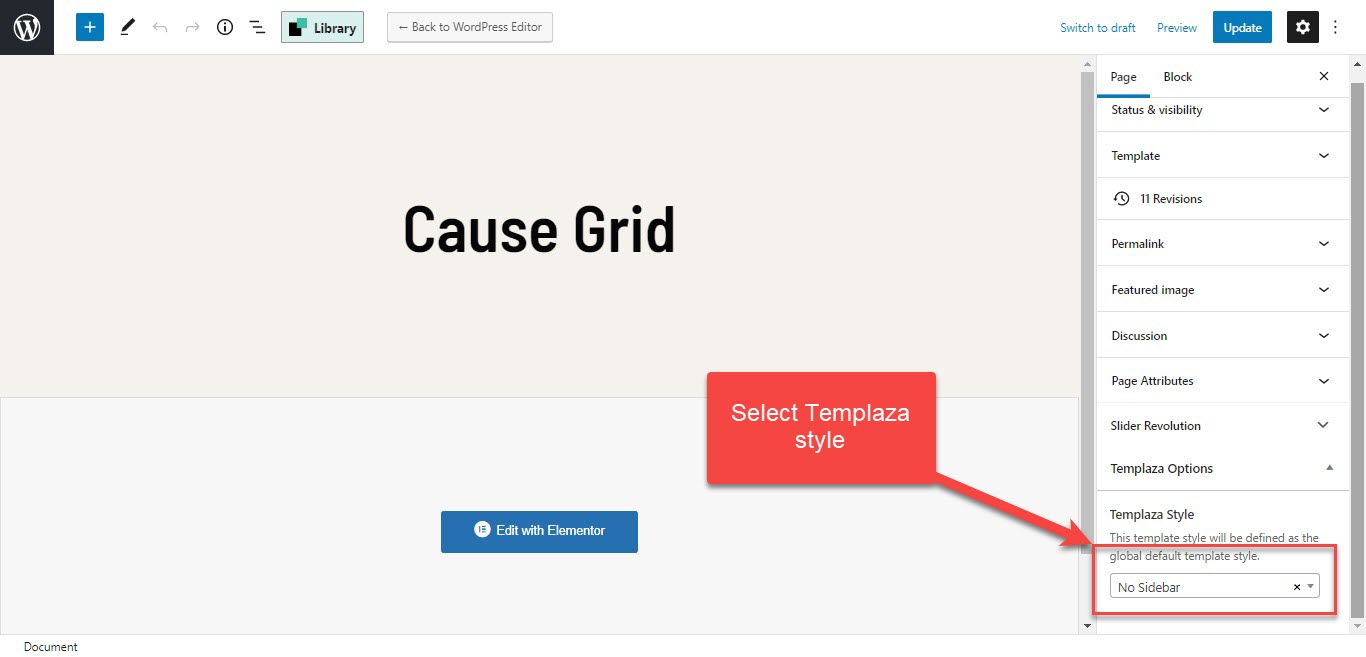 Library
← Back to WordPress Editor
Switch to draft
Preview
Update
Page
Block
Status & visibility
Template
11 Revisions
Permalink
Featured image
Discussion
Page Attributes
Slider Revolution
Templaza Options
Templaza Style
This template style will be defined as the
global default template style.
No Sidebar
Cause Grid
Select Templaza
style
Edit with Elementor
Document